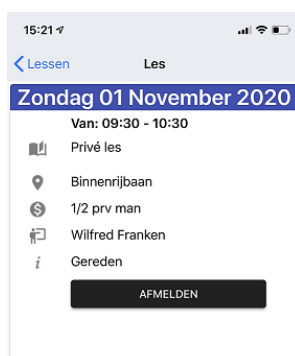 15:21
Lessen
Les
Zondag 01 November 2020
Van: 09:30 - 10:30
Privé les
Binnenrijbaan
1/2 prv man
Wilfred Franken
Gereden
AFMELDEN